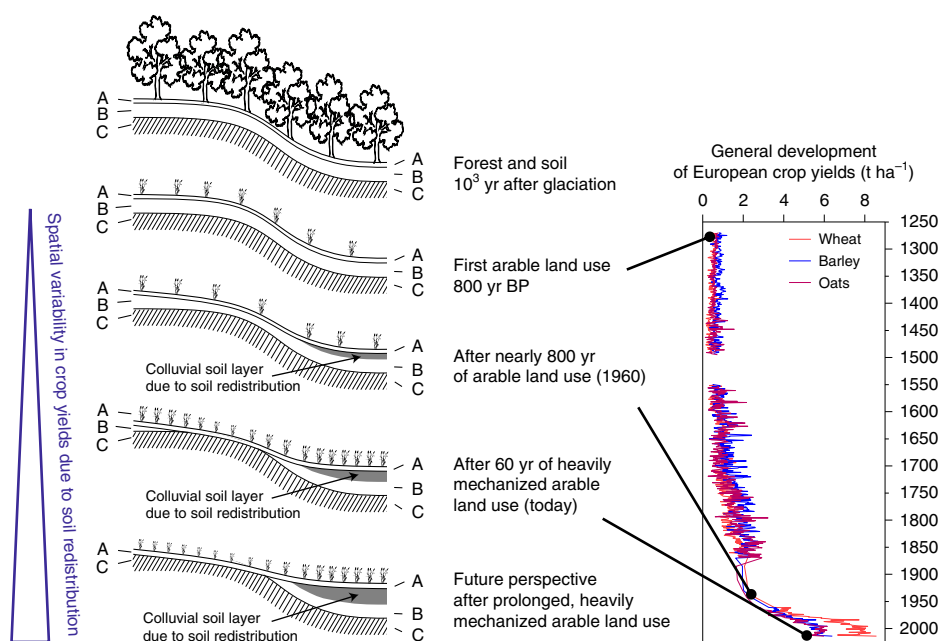 A
B
C
A
B
C
Forest and soil
10³ yr after glaciation
A
B
C
A
B
C
First arable land use
800 yr BP
A
B
C
A
B
C
Colluvial soil layer
due to soil redistribution
After nearly 800 yr
of arable land use (1960)
A
B
C
A
B
C
Colluvial soil layer
due to soil redistribution
After 60 yr of heavily
mechanized arable
land use (today)
A
C
A
B
C
Colluvial soil layer
due to soil redistribution
Future perspective
after prolonged, heavily
mechanized arable land use
Spatial variability in crop yields due to soil redistribution
General development
of European crop yields (t ha⁻¹)
0 2 4 6 8
Wheat
Barley
Oats
1250
1300
1350
1400
1450
1500
1550
1600
1650
1700
1750
1800
1850
1900
1950
2000